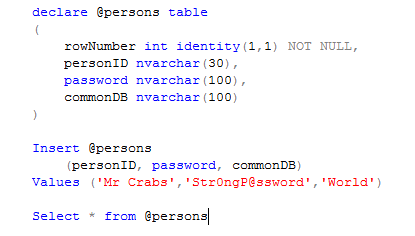 declare @persons table
(
rowNumber int identity(1,1) NOT NULL,
personID nvarchar(30),
password nvarchar(100),
commonDB nvarchar(100)
)
Insert @persons
(personID, password, commonDB)
Values ('Mr Crabs','Str0ngP@ssword','World')
Select * from @persons